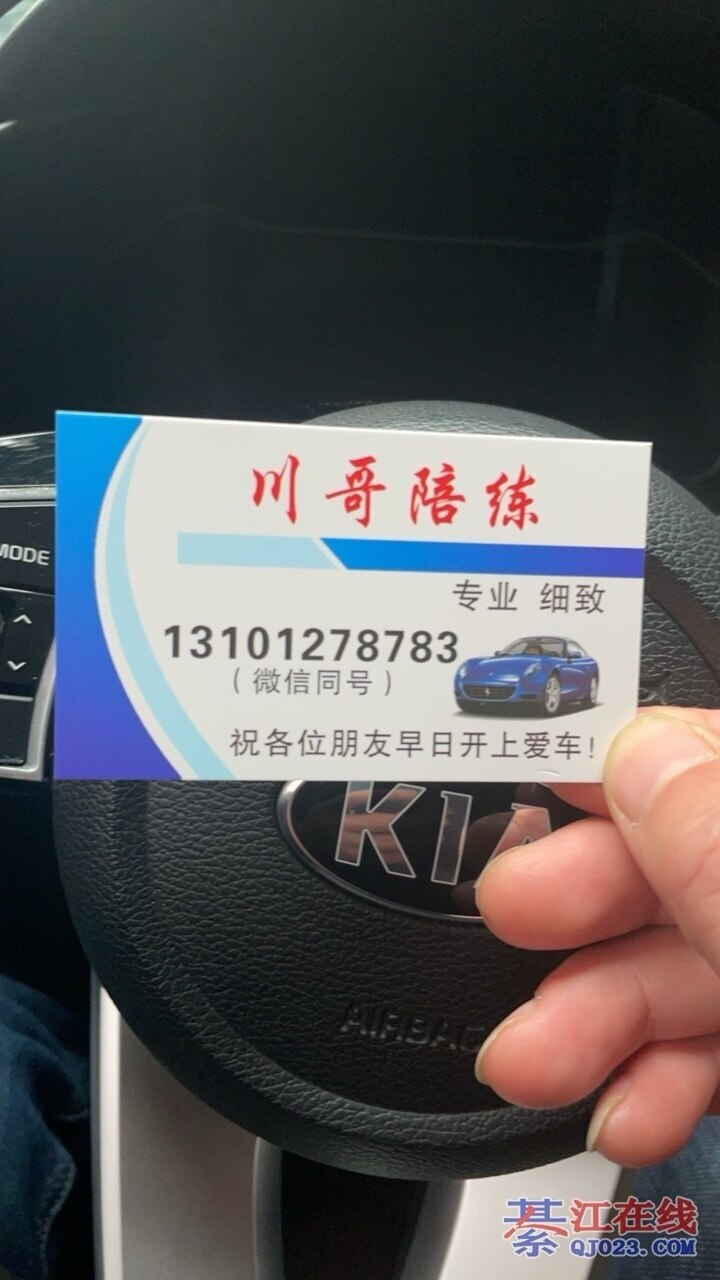 MODE
川哥陪练
专业 细致
13101278783
（微信同号）
祝各位朋友早日开上爱车！
KIA
AIRBAG
綦江在线
QJ023.COM